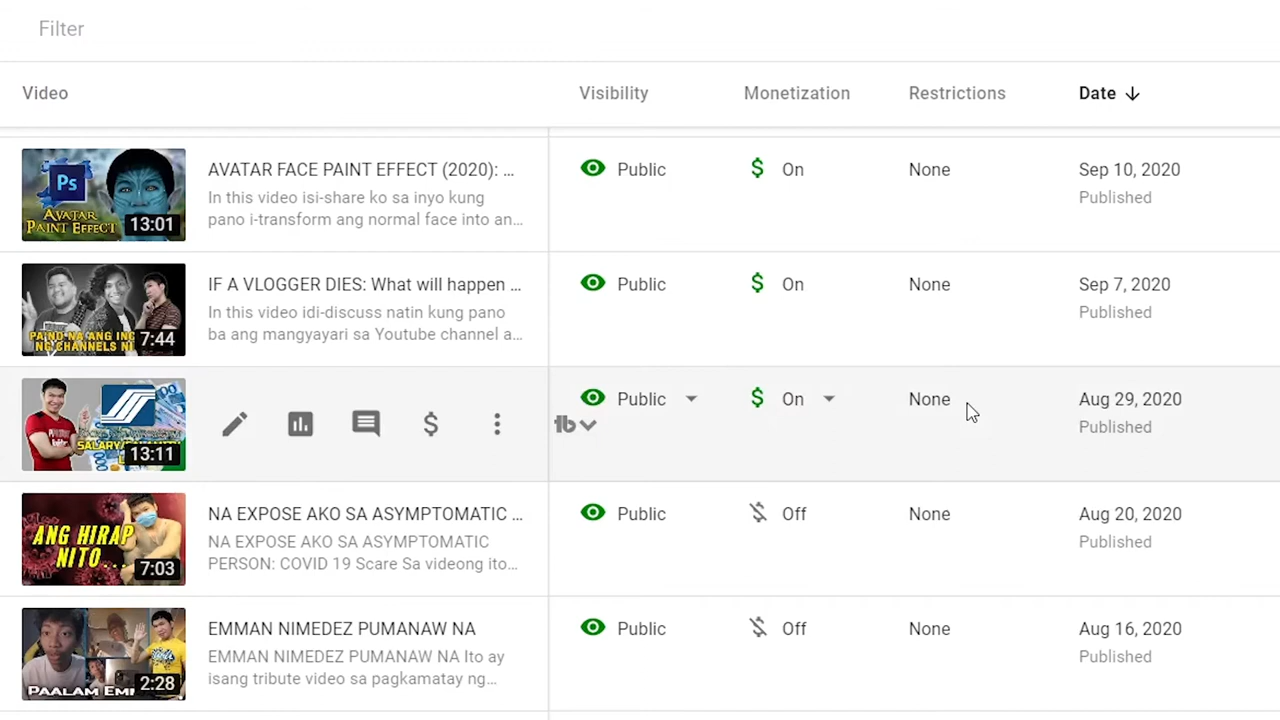 Filter
Video Visibility Monetization Restrictions Date
AVATAR FACE PAINT EFFECT (2020): ... Public On None Sep 10, 2020
In this video isi-share ko sa inyo kung Published
pano i-transform ang normal face into an...
Ps
AVATAR
PAINT EFFECT
13:01
IF A VLOGGER DIES: What will happen ... Public On None Sep 7, 2020
In this video idi-discuss natin kung pano Published
ba ang mangyayari sa Youtube channel a...
NG CHANNELS
7:44
Public On None Aug 29, 2020
Published
tb
13:11
NA EXPOSE AKO SA ASYMPTOMATIC ... Public Off None Aug 20, 2020
NA EXPOSE AKO SA ASYMPTOMATIC Published
PERSON: COVID 19 Scare Sa videong ito...
ANG HIRAP
NITO...
7:03
EMMAN NIMEDEZ PUMANAW NA Public Off None Aug 16, 2020
EMMAN NIMEDEZ PUMANAW NA Ito ay Published
isang tribute video sa pagkamatay ng...
PAALAM EM
2:28